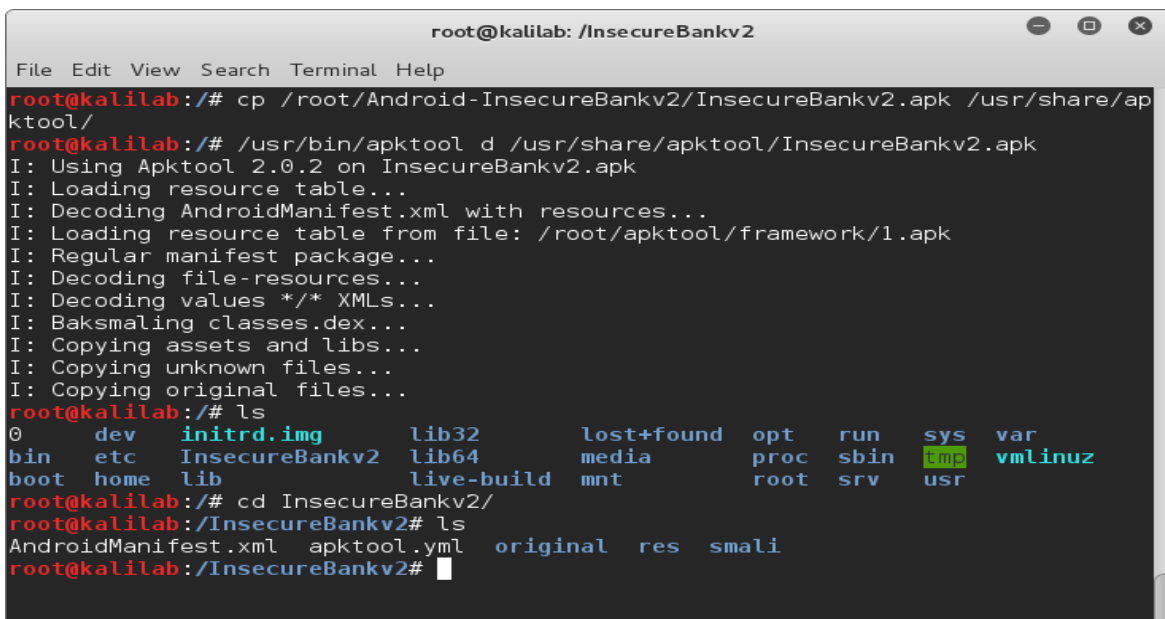 root@kalilab: /InsecureBankv2
File Edit View Search Terminal Help
root@kalilab:/# cp /root/Android-InsecureBankv2/InsecureBankv2.apk /usr/share/ap
ktool/
root@kalilab:/# /usr/bin/apktool d /usr/share/apktool/InsecureBankv2.apk
I: Using Apktool 2.0.2 on InsecureBankv2.apk
I: Loading resource table...
I: Decoding AndroidManifest.xml with resources...
I: Loading resource table from file: /root/apktool/framework/1.apk
I: Regular manifest package...
I: Decoding file-resources...
I: Decoding values */* XMLs...
I: Baksmaling classes.dex...
I: Copying assets and libs...
I: Copying unknown files...
I: Copying original files...
root@kalilab:/# ls
0 dev initrd.img lib32 lost+found opt run sys var
bin etc InsecureBankv2 lib64 media proc sbin tmp vmlinuz
boot home lib live-build mnt root srv usr
root@kalilab:/# cd InsecureBankv2/
root@kalilab:/InsecureBankv2# ls
AndroidManifest.xml apktool.yml original res smali
root@kalilab:/InsecureBankv2#